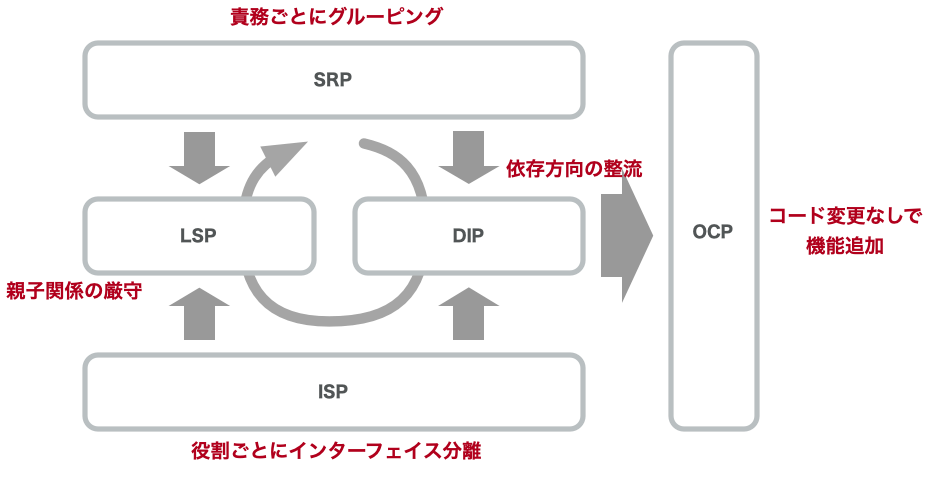 責務ごとにグルーピング
SRP
依存方向の整流
LSP
DIP
OCP
コード変更なしで
機能追加
親子関係の厳守
ISP
役割ごとにインターフェイス分離